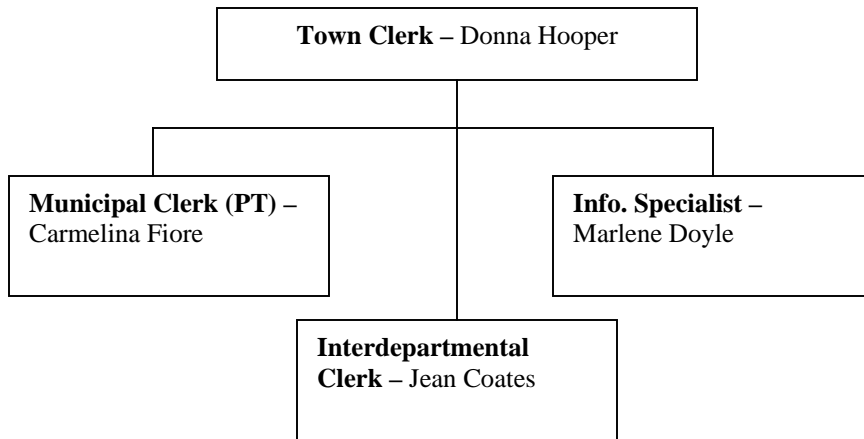 Town Clerk – Donna Hooper
Municipal Clerk (PT) –
Carmelina Fiore
Info. Specialist –
Marlene Doyle
Interdepartmental
Clerk – Jean Coates